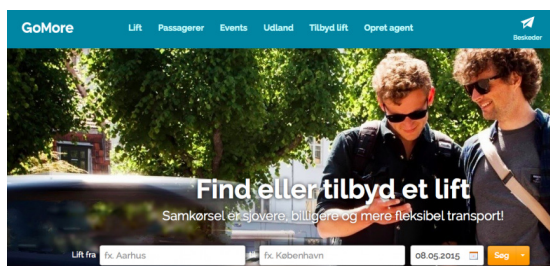 GoMore Lift Passagerer Events Udland Tilbyd lift Opret agent
Beskeder
Find eller tilbyd et lift
Samkørsel er sjovere, billigere og mere fleksibel transport!
Lift fra fx. Aarhus til fx. København 08.05.2015 Søg